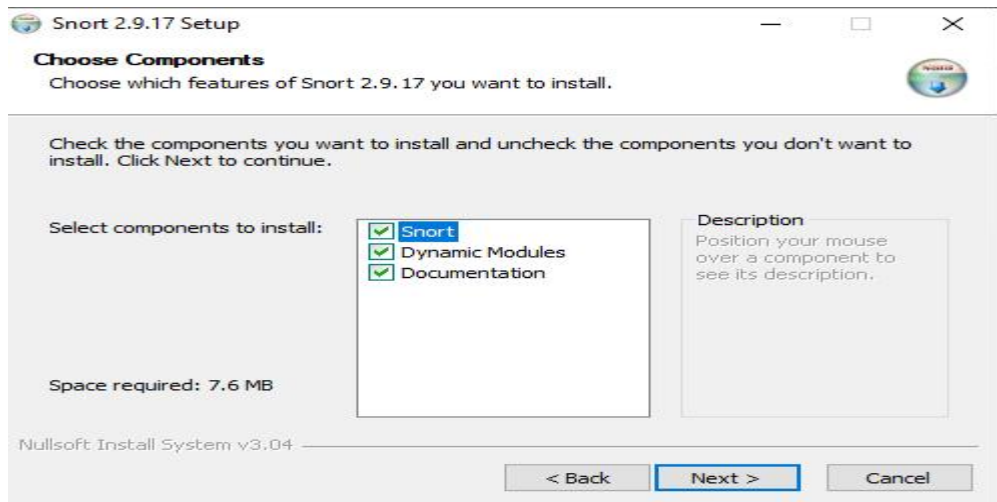 Snort 2.9.17 Setup
Choose Components
Choose which features of Snort 2.9.17 you want to install.
Check the components you want to install and uncheck the components you don't want to
install. Click Next to continue.
Select components to install:
Snort
Dynamic Modules
Documentation
Description
Position your mouse
over a component to
see its description.
Space required: 7.6 MB
Nullsoft Install System v3.04
< Back
Next >
Cancel